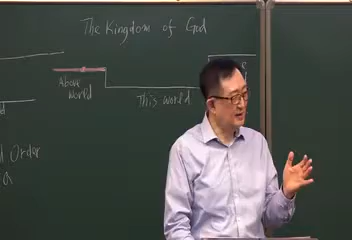 The Kingdom of God
Above
World
This world
d Order
a